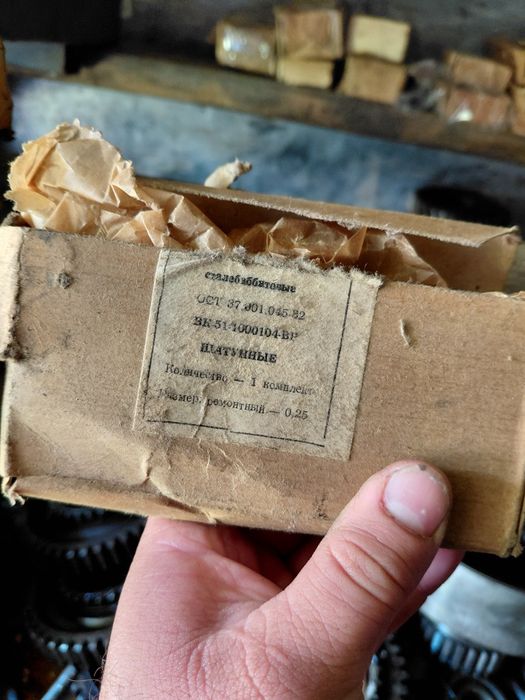 сталебаббитовые
ОСТ 37.001.045-82
ВК-51-1000104-ВР
ШАТУННЫЕ
Количество — 1 комплект
Размер, ремонтный — 0,25